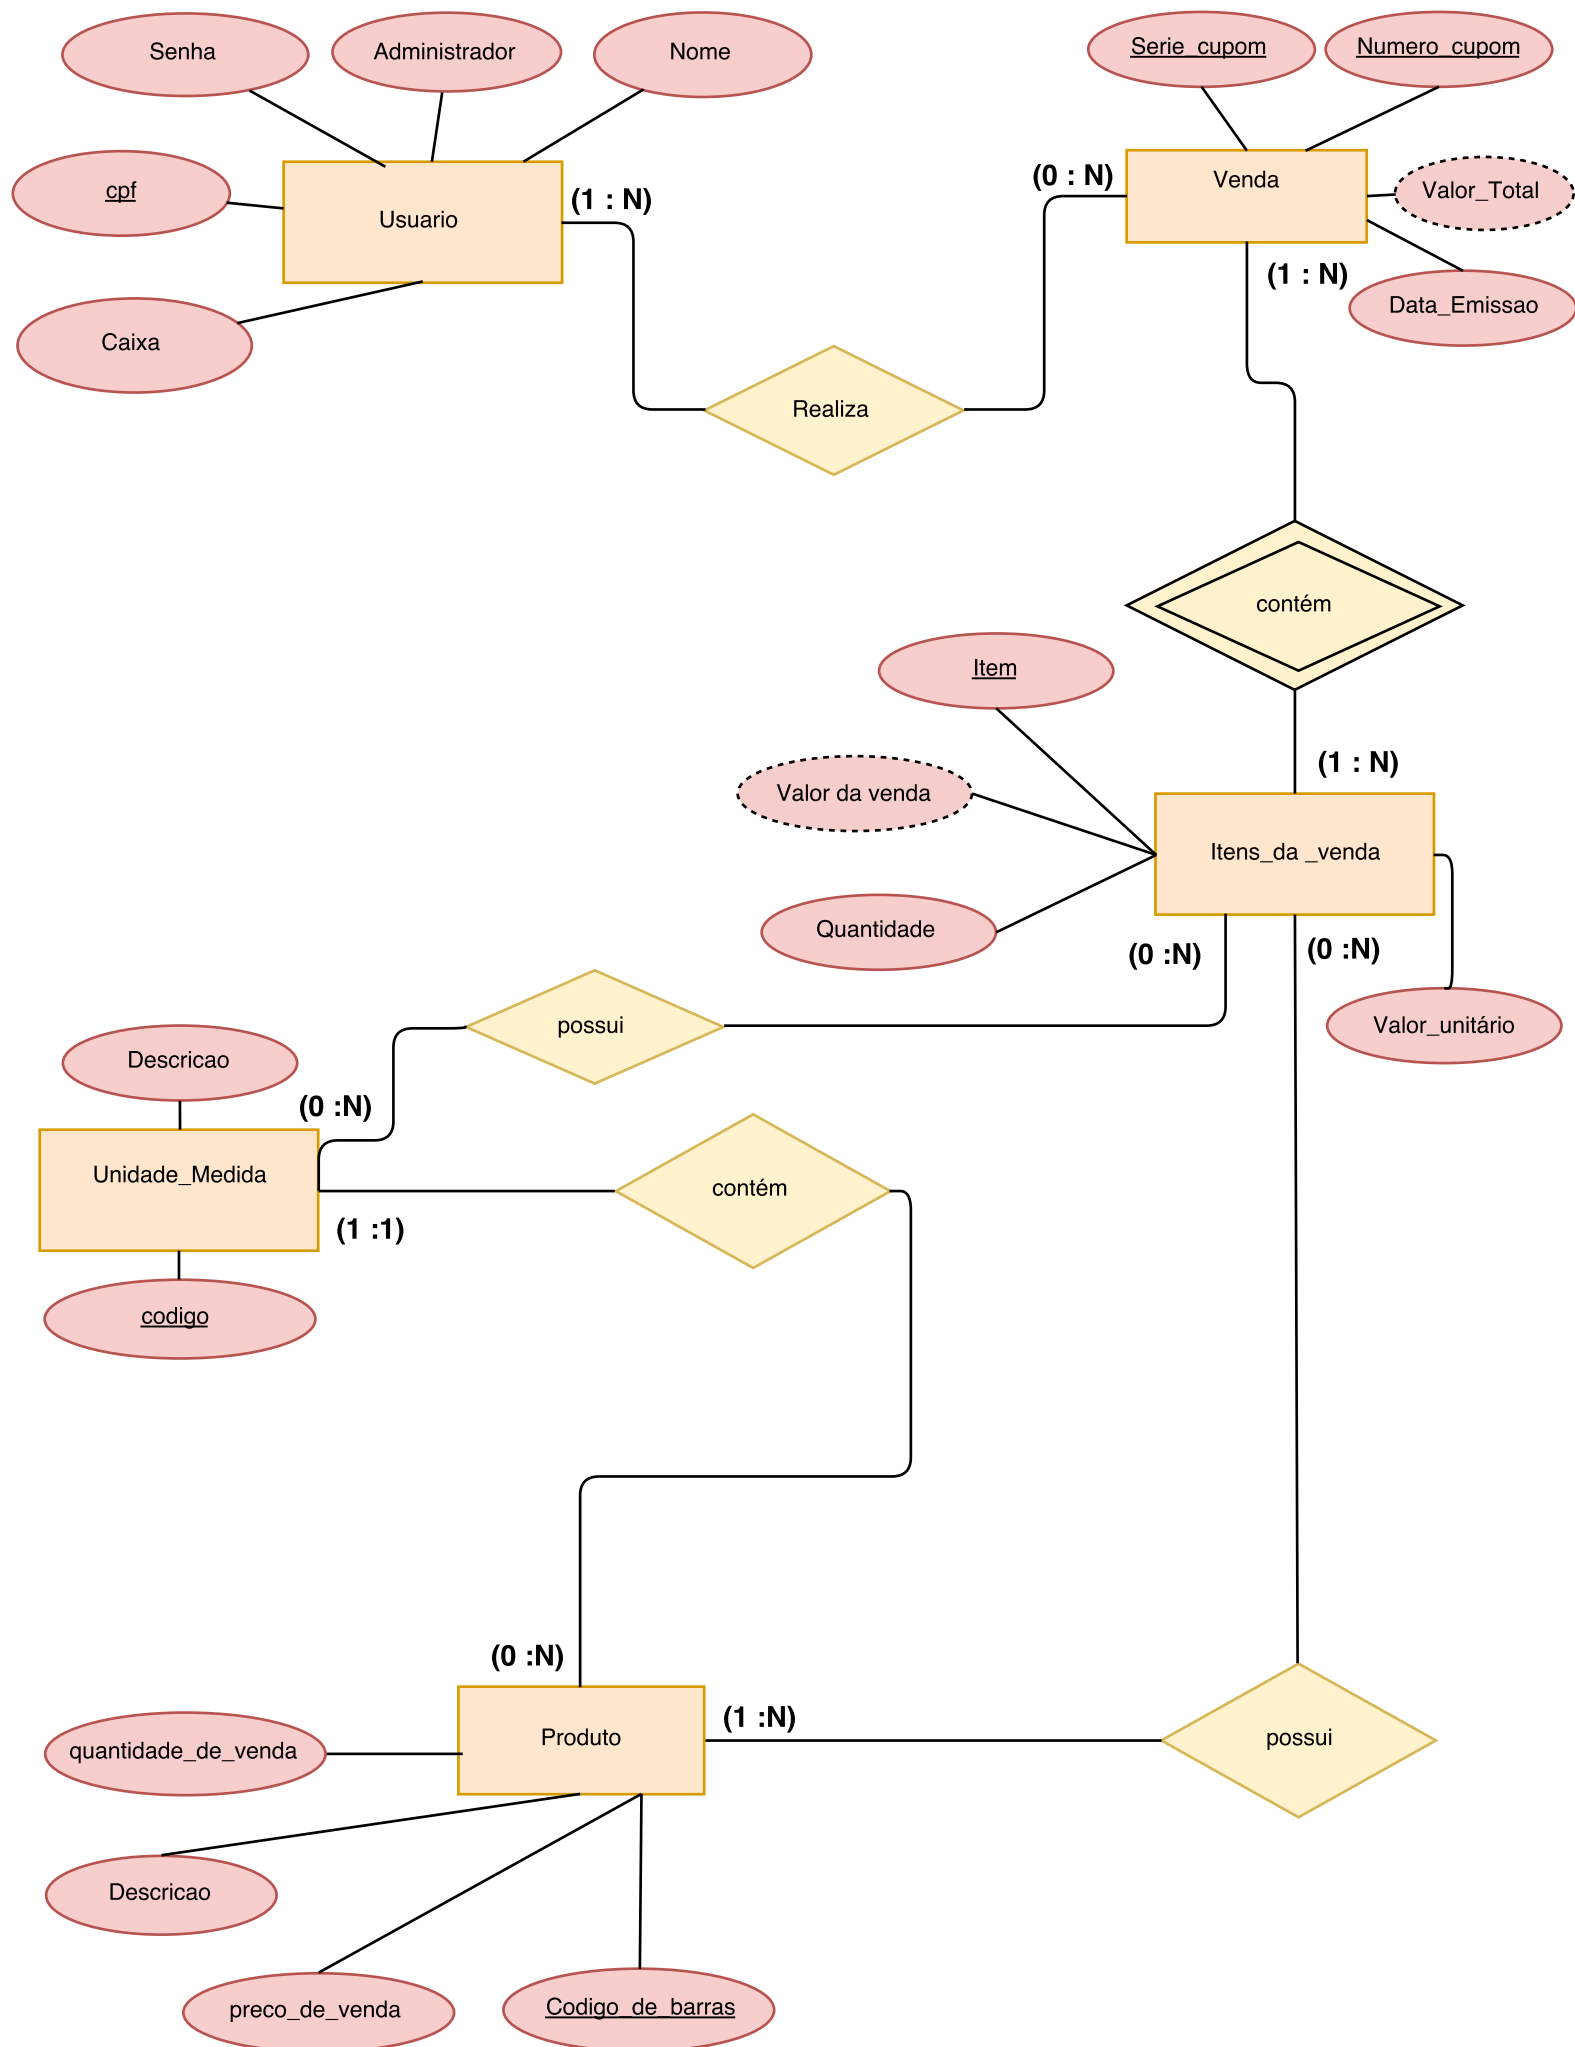 Senha
Administrador
Nome
Serie_cupom
Numero_cupom
cpf
Usuario
(1 : N)
(0 : N)
Venda
Valor_Total
(1 : N)
Data_Emissao
Caixa
Realiza
contém
Item
(1 : N)
Valor da venda
Itens_da _venda
Quantidade
(0 :N)
(0 :N)
possui
Valor_unitário
Descricao
(0 :N)
Unidade_Medida
contém
(1 :1)
codigo
(0 :N)
(1 :N)
Produto
possui
quantidade_de_venda
Descricao
preco_de_venda
Codigo_de_barras